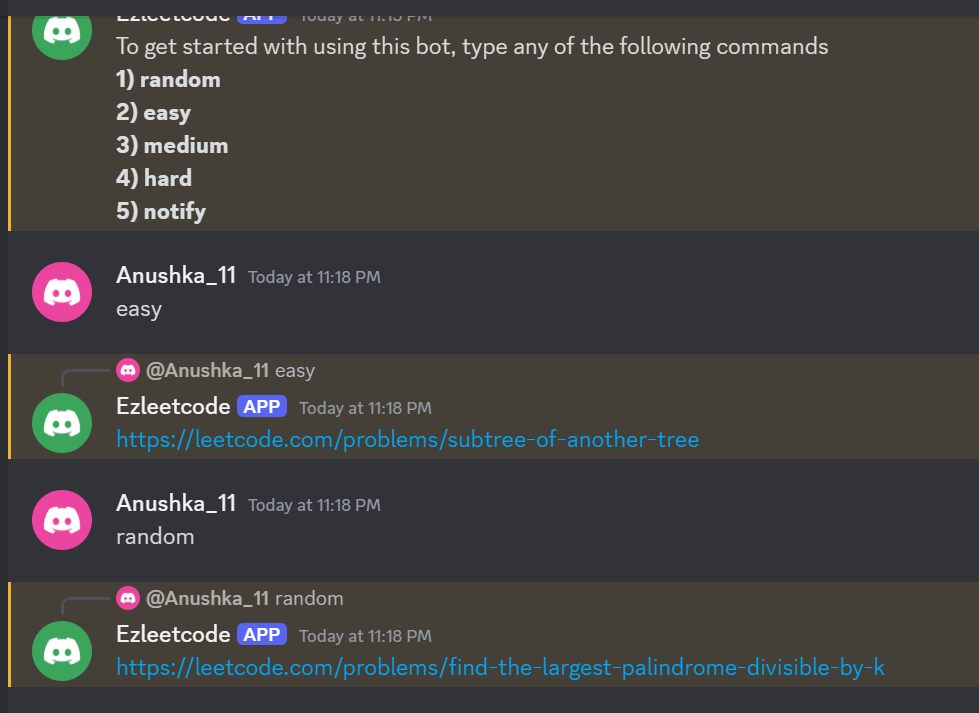 Ezleetcode APP Today at 11:15 PM
To get started with using this bot, type any of the following commands
1) random
2) easy
3) medium
4) hard
5) notify
Anushka_11 Today at 11:18 PM
easy
@Anushka_11 easy
Ezleetcode APP Today at 11:18 PM
https://leetcode.com/problems/subtree-of-another-tree
Anushka_11 Today at 11:18 PM
random
@Anushka_11 random
Ezleetcode APP Today at 11:18 PM
https://leetcode.com/problems/find-the-largest-palindrome-divisible-by-k